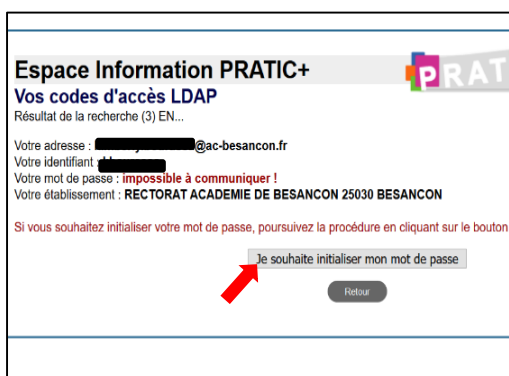 Espace Information PRATIC+
PRAT
Vos codes d'accès LDAP
Résultat de la recherche (3) EN...
Votre adresse : @ac-besancon.fr
Votre identifiant :
Votre mot de passe : impossible à communiquer !
Votre établissement : RECTORAT ACADEMIE DE BESANCON 25030 BESANCON
Si vous souhaitez initialiser votre mot de passe, poursuivez la procédure en cliquant sur le bouton
Je souhaite initialiser mon mot de passe
Retour